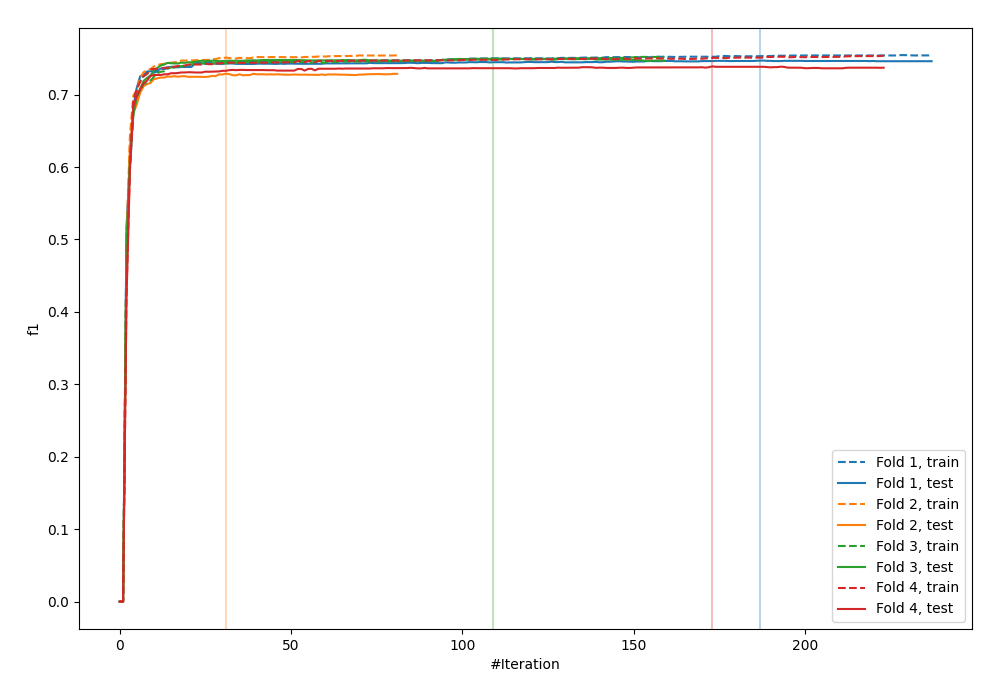 0.7
0.6
0.5
0.4
0.3
0.2
0.1
0.0
f1
0
50
100
150
200
#Iteration
Fold 1, train
Fold 1, test
Fold 2, train
Fold 2, test
Fold 3, train
Fold 3, test
Fold 4, train
Fold 4, test